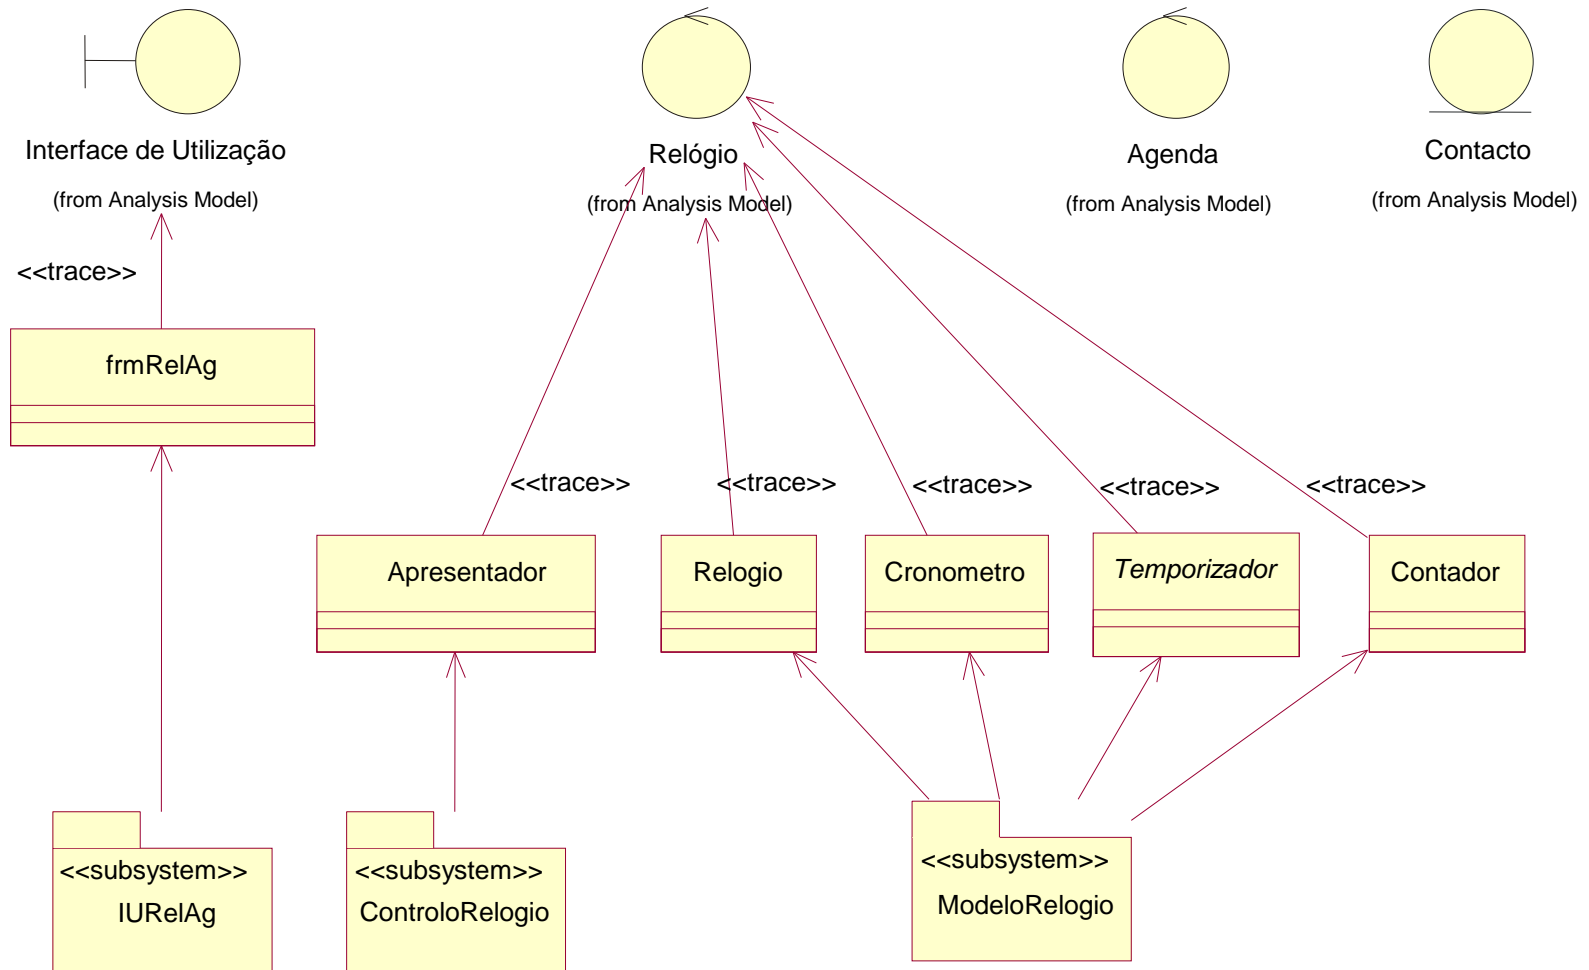 Interface de Utilização
(from Analysis Model)
Relógio
(from Analysis Model)
Agenda
(from Analysis Model)
Contacto
(from Analysis Model)
<<trace>>
frmRelAg
<<trace>>
<<trace>>
<<trace>>
<<trace>>
<<trace>>
Apresentador
Relogio
Cronometro
Temporizador
Contador
<<subsystem>>
IURelAg
<<subsystem>>
ControloRelogio
<<subsystem>>
ModeloRelogio